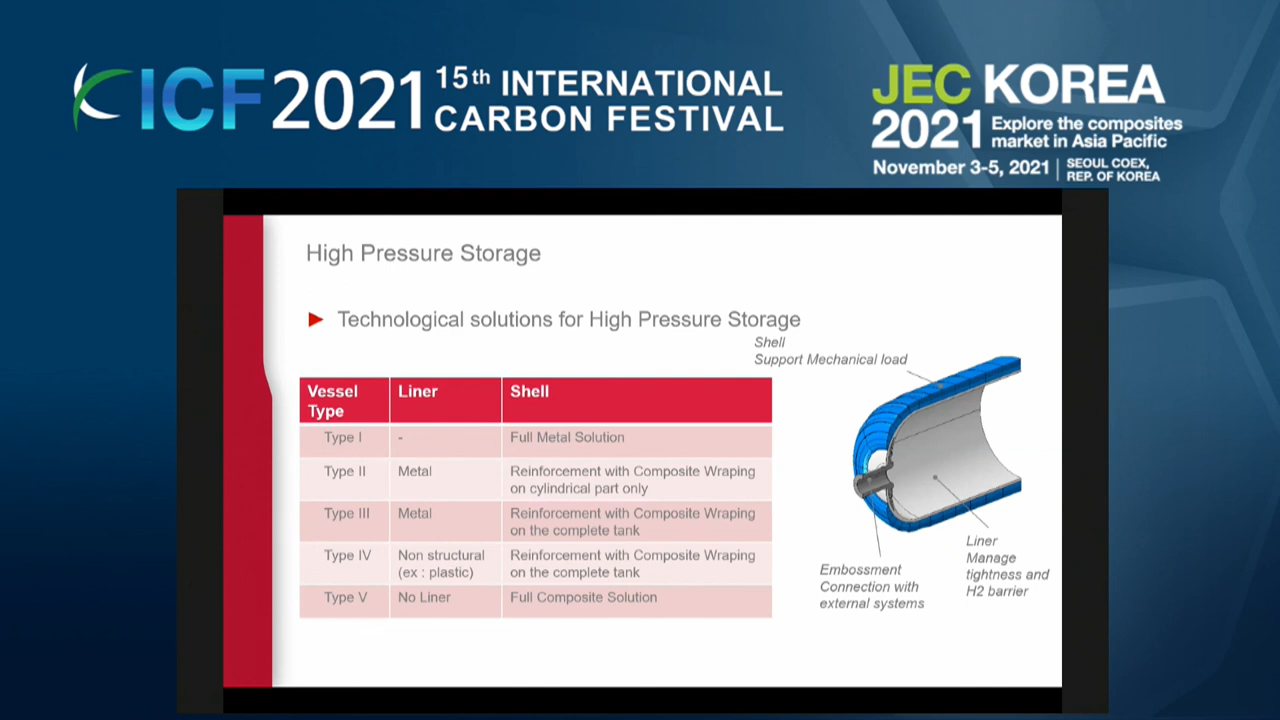 ICF 2021 15th INTERNATIONAL
CARBON FESTIVAL
JEC KOREA
2021 Explore the composites
market in Asia Pacific
November 3-5, 2021 | SEOUL COEX,
REP. OF KOREA
High Pressure Storage
► Technological solutions for High Pressure Storage
Shell
Support Mechanical load
Vessel
Type
Liner
Shell
Type I
-
Full Metal Solution
Type II
Metal
Reinforcement with Composite Wraping
on cylindrical part only
Type III
Metal
Reinforcement with Composite Wraping
on the complete tank
Type IV
Non structural
(ex : plastic)
Reinforcement with Composite Wraping
on the complete tank
Type V
No Liner
Full Composite Solution
Embossment
Connection with
external systems
Liner
Manage
tightness and
H2 barrier